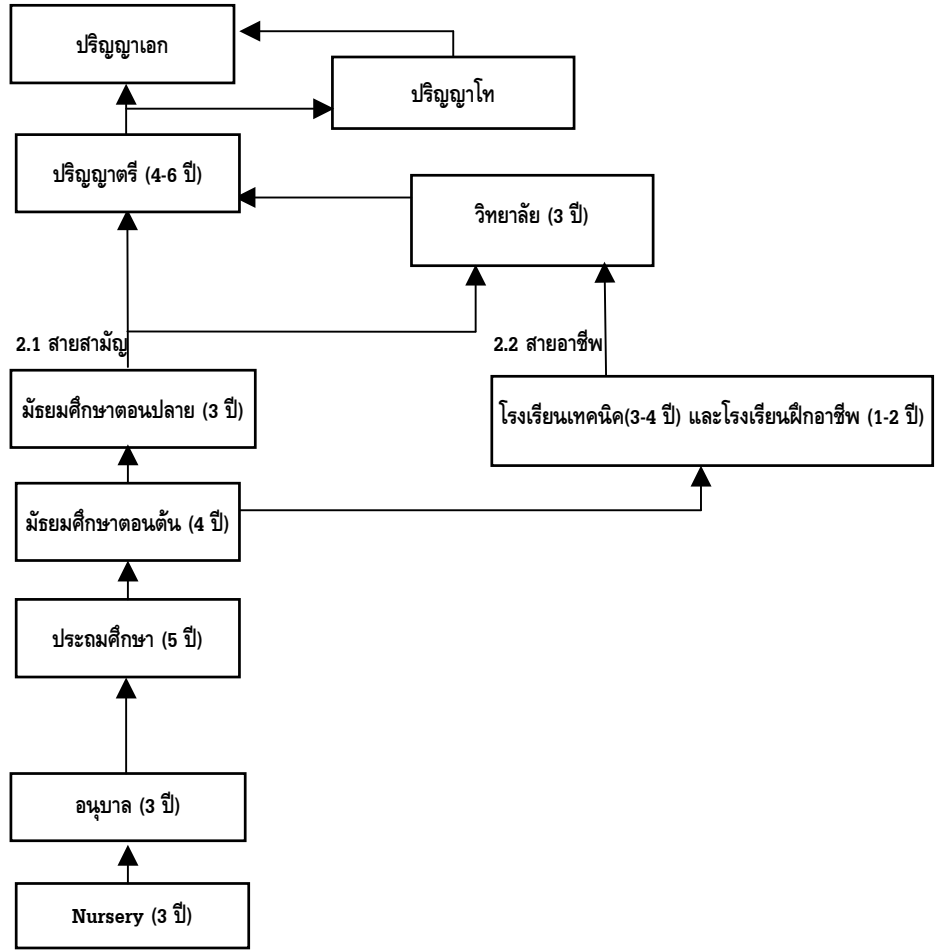 ปริญญาเอก
ปริญญาโท
ปริญญาตรี (4-6 ปี)
วิทยาลัย (3 ปี)
2.1 สายสามัญ
2.2 สายอาชีพ
มัธยมศึกษาตอนปลาย (3 ปี)
โรงเรียนเทคนิค(3-4 ปี) และโรงเรียนฝึกอาชีพ (1-2 ปี)
มัธยมศึกษาตอนต้น (4 ปี)
ประถมศึกษา (5 ปี)
อนุบาล (3 ปี)
Nursery (3 ปี)